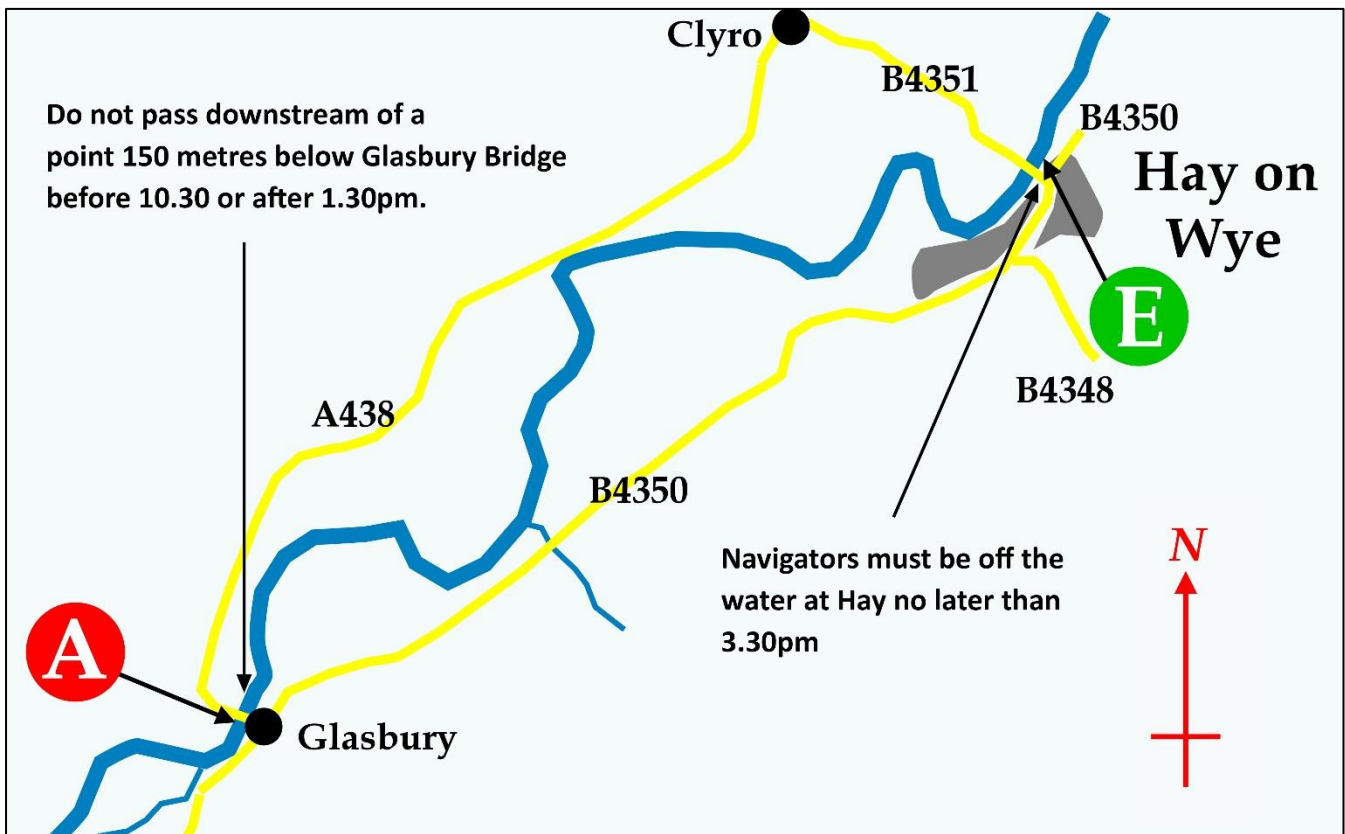 Clyro
B4351
Do not pass downstream of a
point 150 metres below Glasbury Bridge
before 10.30 or after 1.30pm.
B4350
Hay on
Wye
E
B4348
A438
B4350
Navigators must be off the
water at Hay no later than
3.30pm
N
A
Glasbury